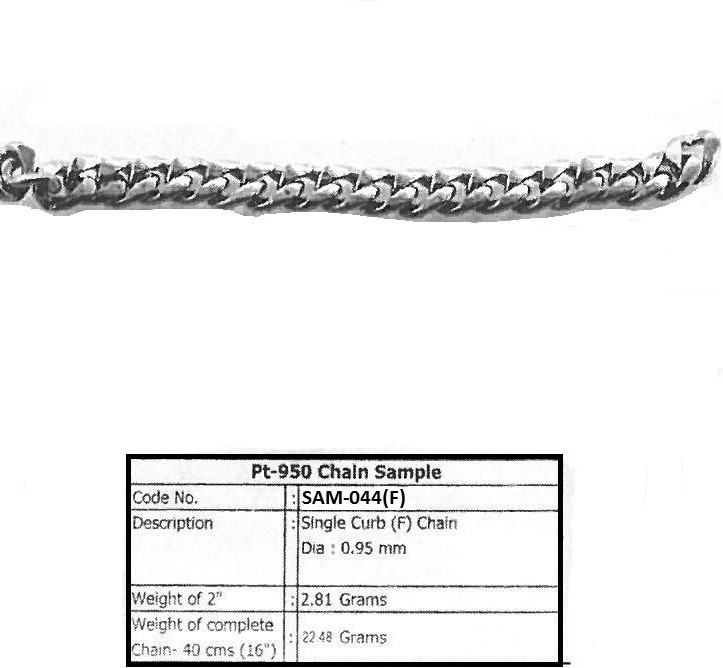 Pt-950 Chain Sample
Code No. : SAM-044(F)
Description : Single Curb (F) Chain
Dia : 0.95 mm
Weight of 2" : 2.81 Grams
Weight of complete
Chain- 40 cms (16") : 22.48 Grams